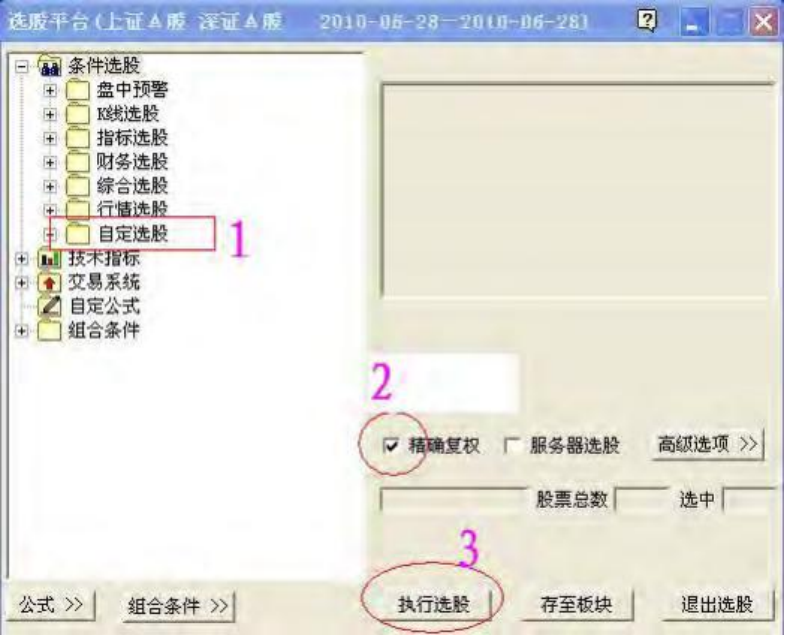 选股平台(上证A股 深证A股 2010-06-28—2010-06-28)
条件选股
盘中预警
K线选股
指标选股
财务选股
综合选股
行情选股
自定选股
1
技术指标
交易系统
自定公式
组合条件
2
精确复权 服务器选股 高级选项 >>
股票总数 选中
3
公式 >> 组合条件 >> 执行选股 存至板块 退出选股